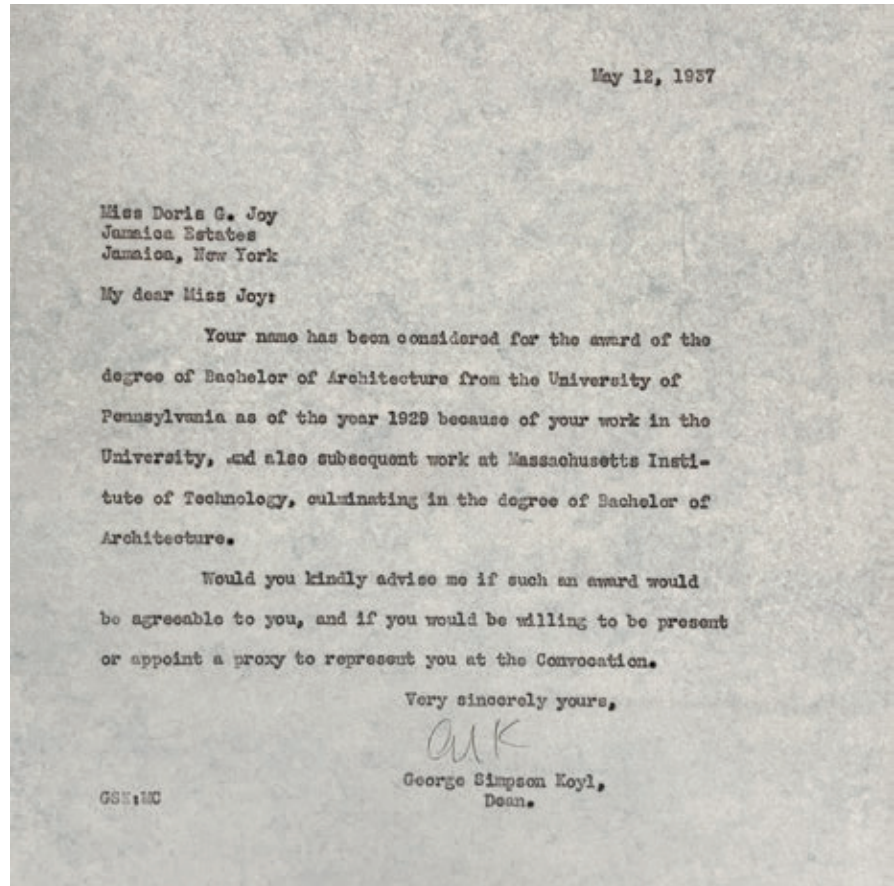 May 12, 1937
Miss Doris G. Joy
Jamaica Estates
Jamaica, New York
My dear Miss Joy:
Your name has been considered for the award of the
degree of Bachelor of Architecture from the University of
Pennsylvania as of the year 1929 because of your work in the
University, and also subsequent work at Massachusetts Insti-
tute of Technology, culminating in the degree of Bachelor of
Architecture.
Would you kindly advise me if such an award would
be agreeable to you, and if you would be willing to be present
or appoint a proxy to represent you at the Convocation.
Very sincerely yours,
George Simpson Koyl,
Dean.
GSK:MC